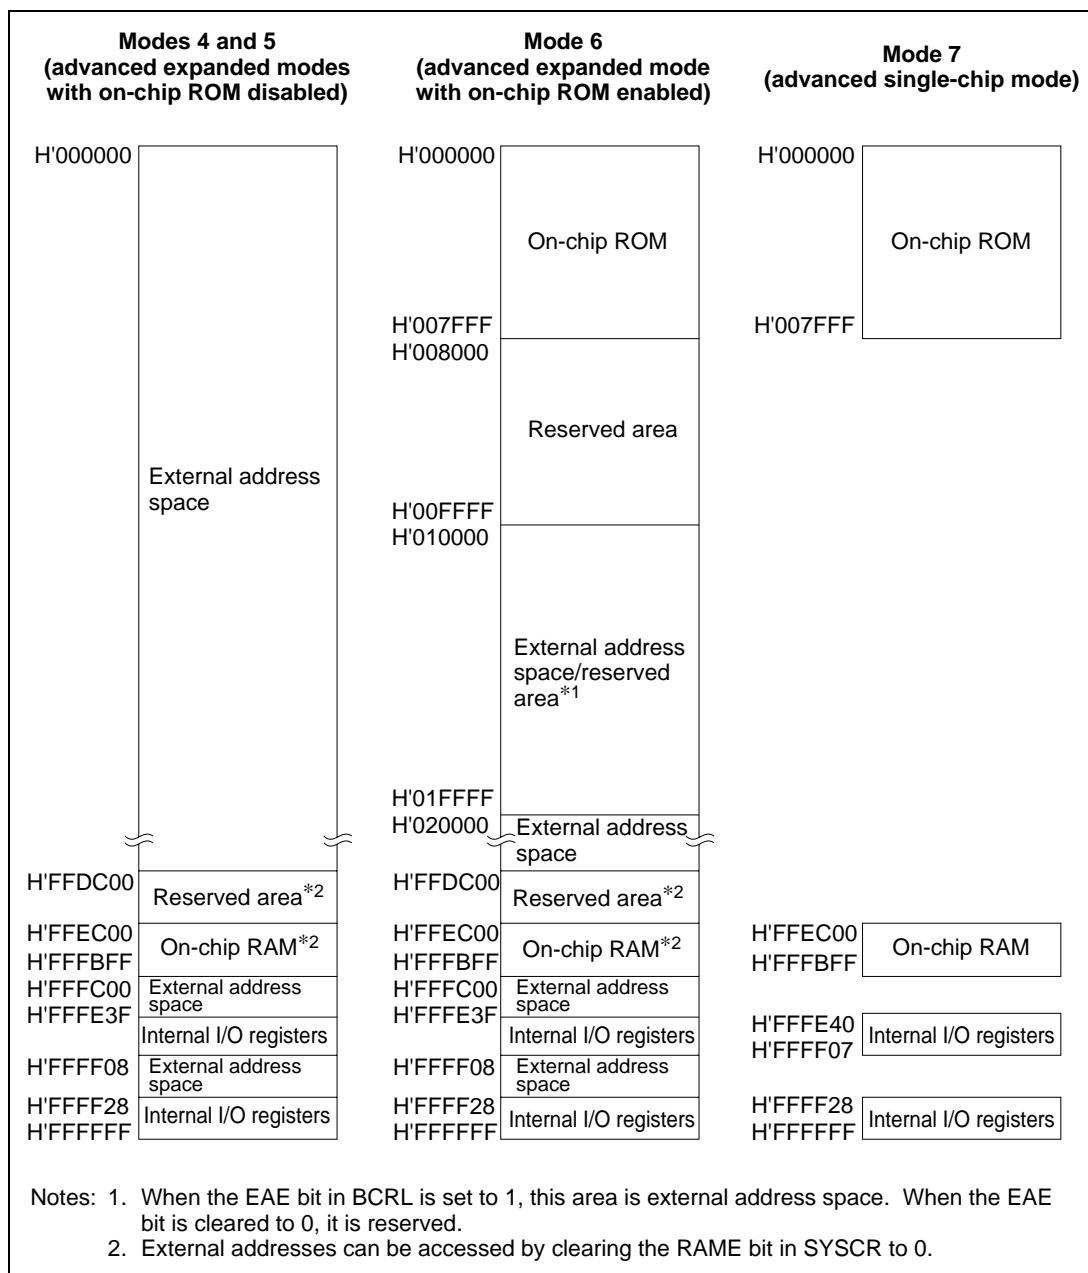 Modes 4 and 5
(advanced expanded modes
with on-chip ROM disabled)
H'000000
External address
space
H'FFDC00
Reserved area*2
H'FFEC00
On-chip RAM*2
H'FFFBFF
H'FFFC00
External address
space
H'FFFE3F
Internal I/O registers
H'FFFF08
External address
space
H'FFFF28
Internal I/O registers
H'FFFFFF
Mode 6
(advanced expanded mode
with on-chip ROM enabled)
H'000000
On-chip ROM
H'007FFF
H'008000
Reserved area
H'00FFFF
H'010000
External address
space/reserved
area*1
H'01FFFF
H'020000
External address
space
H'FFDC00
Reserved area*2
H'FFEC00
On-chip RAM*2
H'FFFBFF
H'FFFC00
External address
space
H'FFFE3F
Internal I/O registers
H'FFFF08
External address
space
H'FFFF28
Internal I/O registers
H'FFFFFF
Mode 7
(advanced single-chip mode)
H'000000
On-chip ROM
H'007FFF
H'FFEC00
On-chip RAM
H'FFFBFF
H'FFFE40
Internal I/O registers
H'FFFF07
H'FFFF28
Internal I/O registers
H'FFFFFF
Notes: 1. When the EAE bit in BCRL is set to 1, this area is external address space. When the EAE
bit is cleared to 0, it is reserved.
2. External addresses can be accessed by clearing the RAME bit in SYSCR to 0.